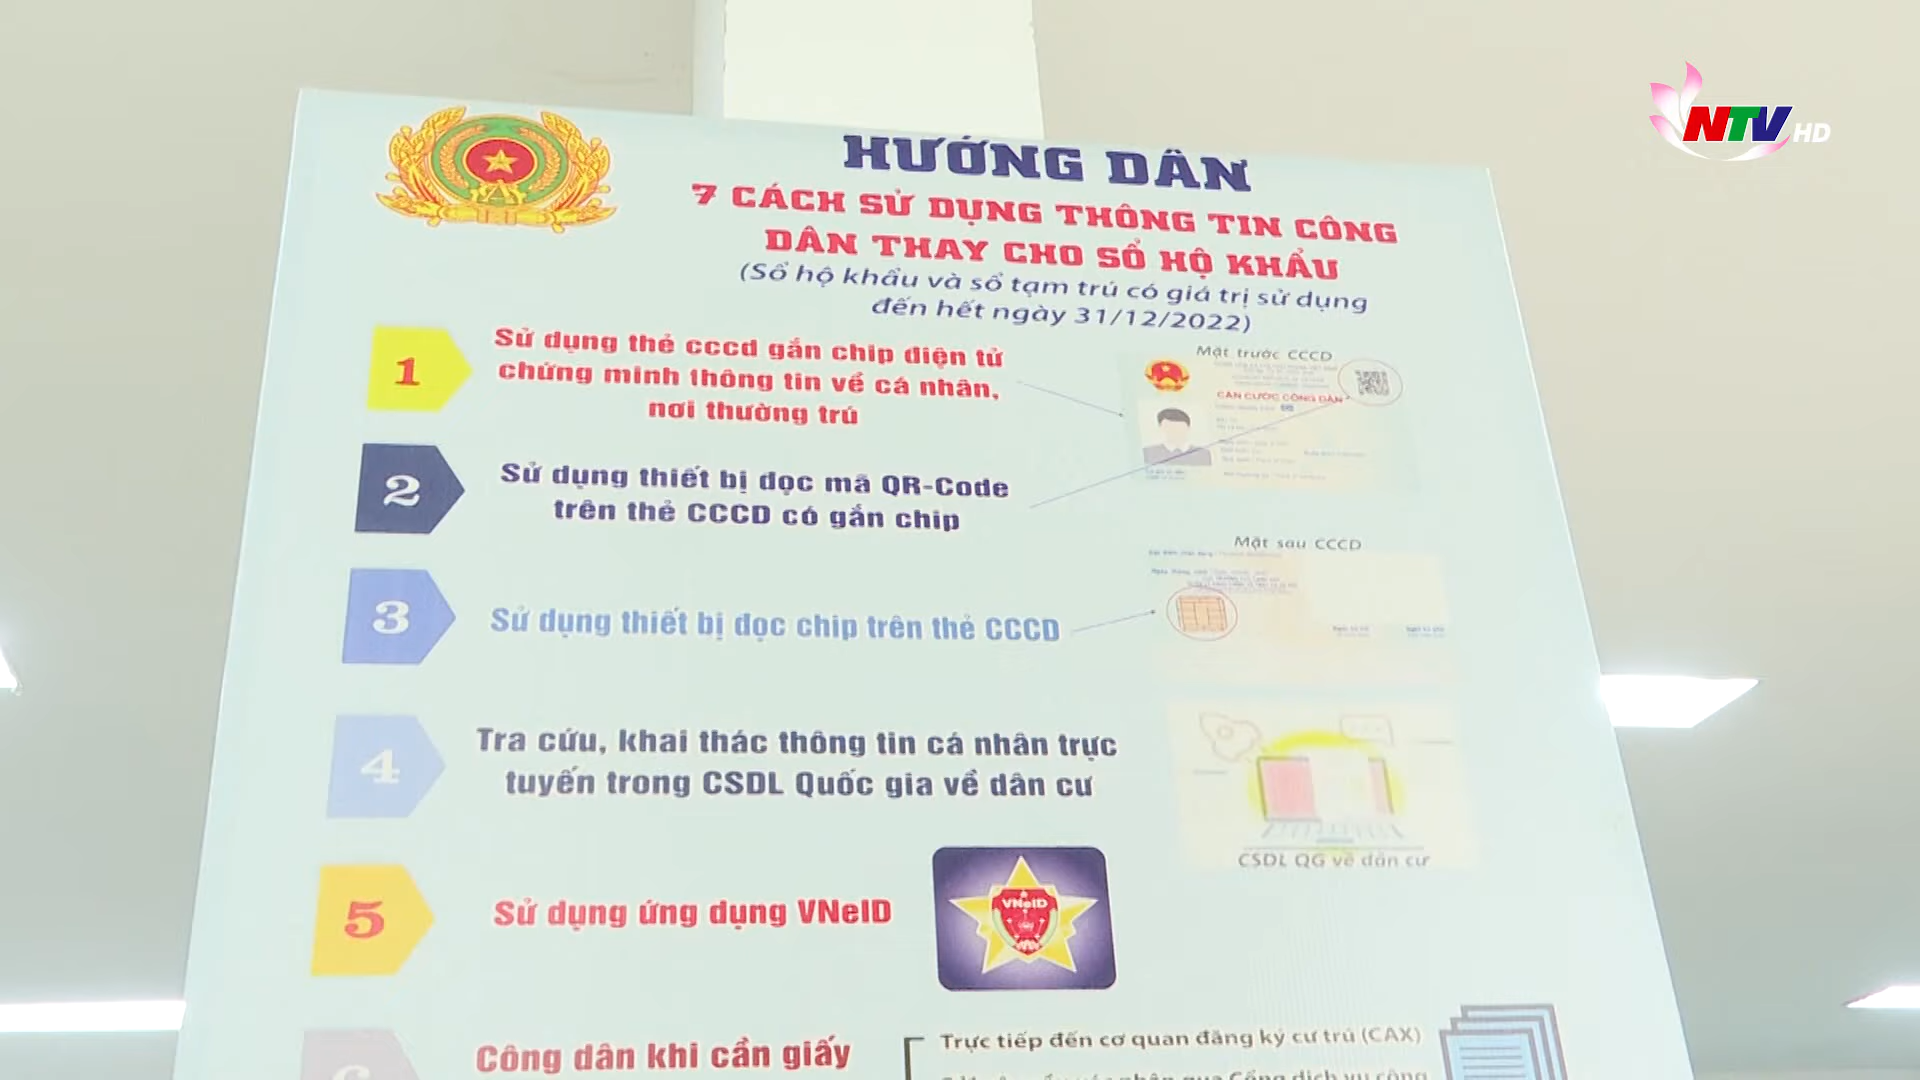 NTV HD
HƯỚNG DẪN
7 CÁCH SỬ DỤNG THÔNG TIN CÔNG
DÂN THAY CHO SỔ HỘ KHẨU
(Sổ hộ khẩu và sổ tạm trú có giá trị sử dụng
đến hết ngày 31/12/2022)
1
Sử dụng thẻ cccd gắn chip điện tử
chứng minh thông tin về cá nhân,
nơi thường trú
Mặt trước CCCD
CĂN CƯỚC CÔNG DÂN
2
Sử dụng thiết bị đọc mã QR-Code
trên thẻ CCCD có gắn chip
Mặt sau CCCD
3
Sử dụng thiết bị đọc chip trên thẻ CCCD
4
Tra cứu, khai thác thông tin cá nhân trực
tuyến trong CSDL Quốc gia về dân cư
CSDL QG về dân cư
5
Sử dụng ứng dụng VNeID
VNeID
6
Công dân khi cần giấy
Trực tiếp đến cơ quan đăng ký cư trú (CAX)
qua Cổng dịch vụ công